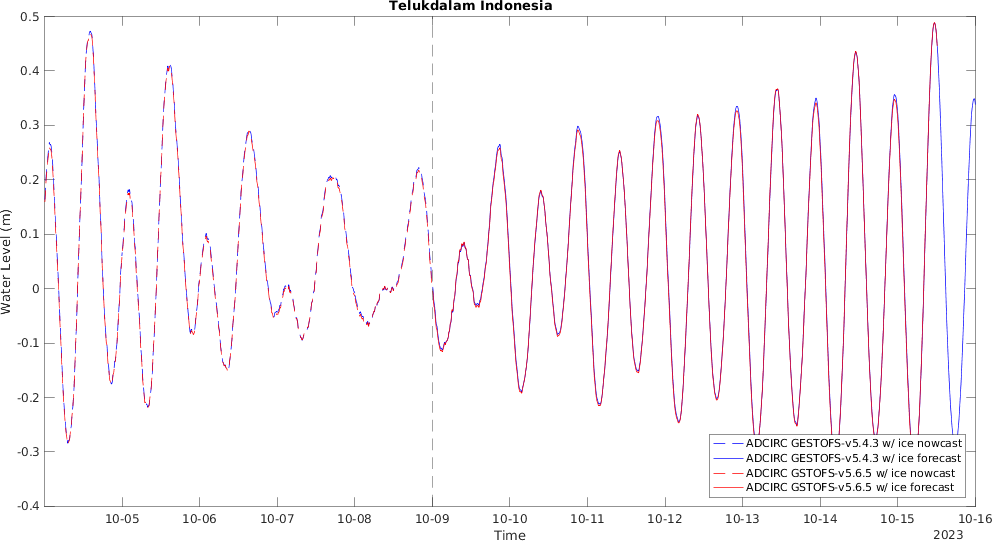 Telukdalam Indonesia
0.5
0.4
0.3
0.2
0.1
0
-0.1
-0.2
-0.3
-0.4
Water Level (m)
ADCIRC GESTOFS-v5.4.3 w/ ice nowcast
ADCIRC GESTOFS-v5.4.3 w/ ice forecast
ADCIRC GSTOFS-v5.6.5 w/ ice nowcast
ADCIRC GSTOFS-v5.6.5 w/ ice forecast
10-05 10-06 10-07 10-08 10-09 10-10 10-11 10-12 10-13 10-14 10-15 10-16
Time
2023